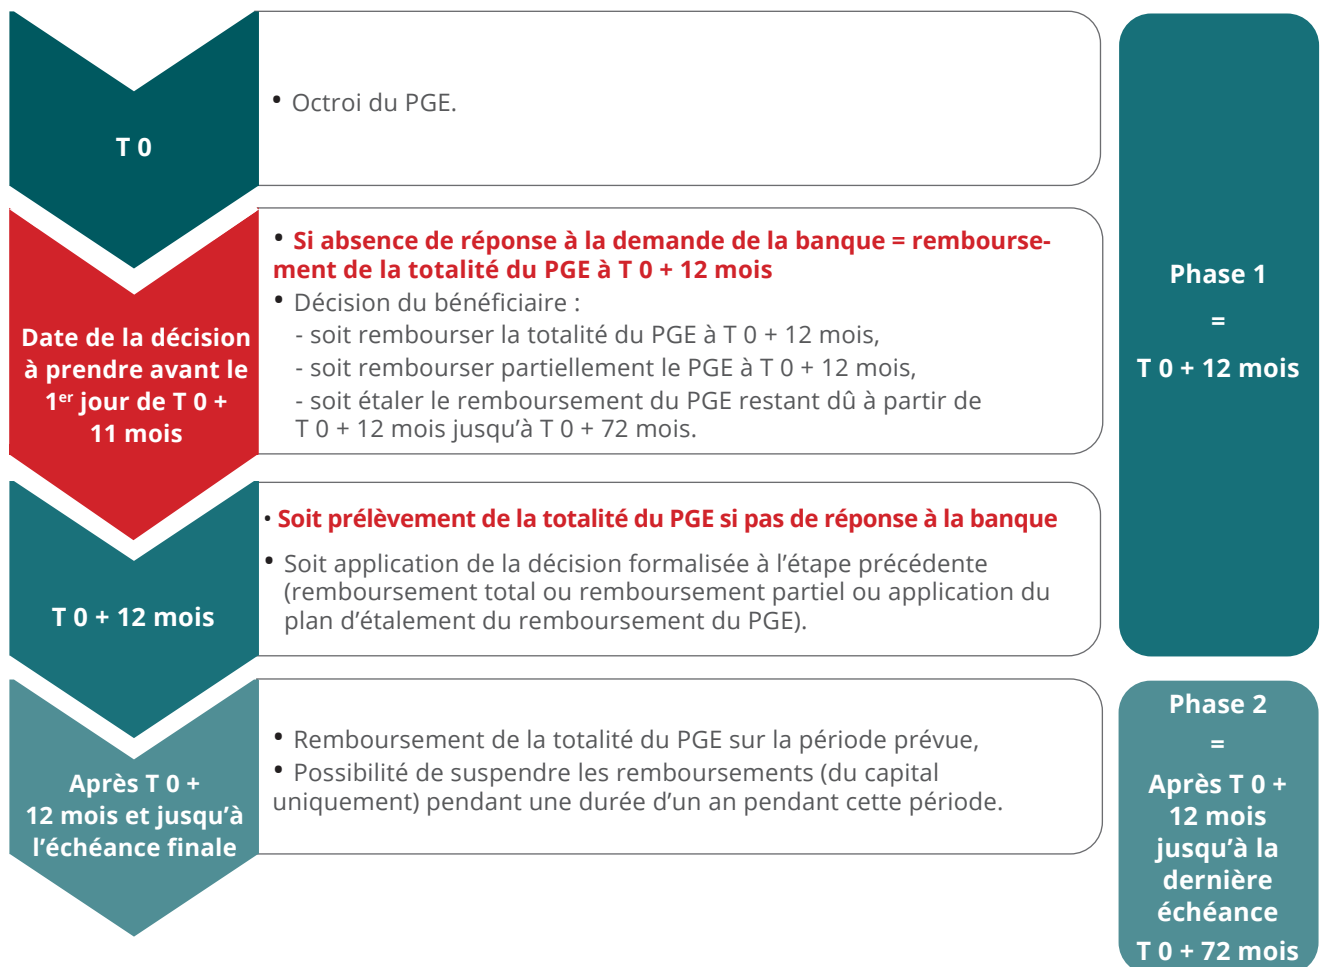 T 0
• Octroi du PGE.
Date de la décision
à prendre avant le
1er jour de T 0 +
11 mois
• Si absence de réponse à la demande de la banque = rembourse-
ment de la totalité du PGE à T 0 + 12 mois
• Décision du bénéficiaire :
- soit rembourser la totalité du PGE à T 0 + 12 mois,
- soit rembourser partiellement le PGE à T 0 + 12 mois,
- soit étaler le remboursement du PGE restant dû à partir de
T 0 + 12 mois jusqu’à T 0 + 72 mois.
T 0 + 12 mois
• Soit prélèvement de la totalité du PGE si pas de réponse à la banque
• Soit application de la décision formalisée à l’étape précédente
(remboursement total ou remboursement partiel ou application du
plan d’étalement du remboursement du PGE).
Après T 0 +
12 mois et jusqu’à
l’échéance finale
• Remboursement de la totalité du PGE sur la période prévue,
• Possibilité de suspendre les remboursements (du capital
uniquement) pendant une durée d’un an pendant cette période.
Phase 1
=
T 0 + 12 mois
Phase 2
=
Après T 0 +
12 mois
jusqu’à la
dernière
échéance
T 0 + 72 mois